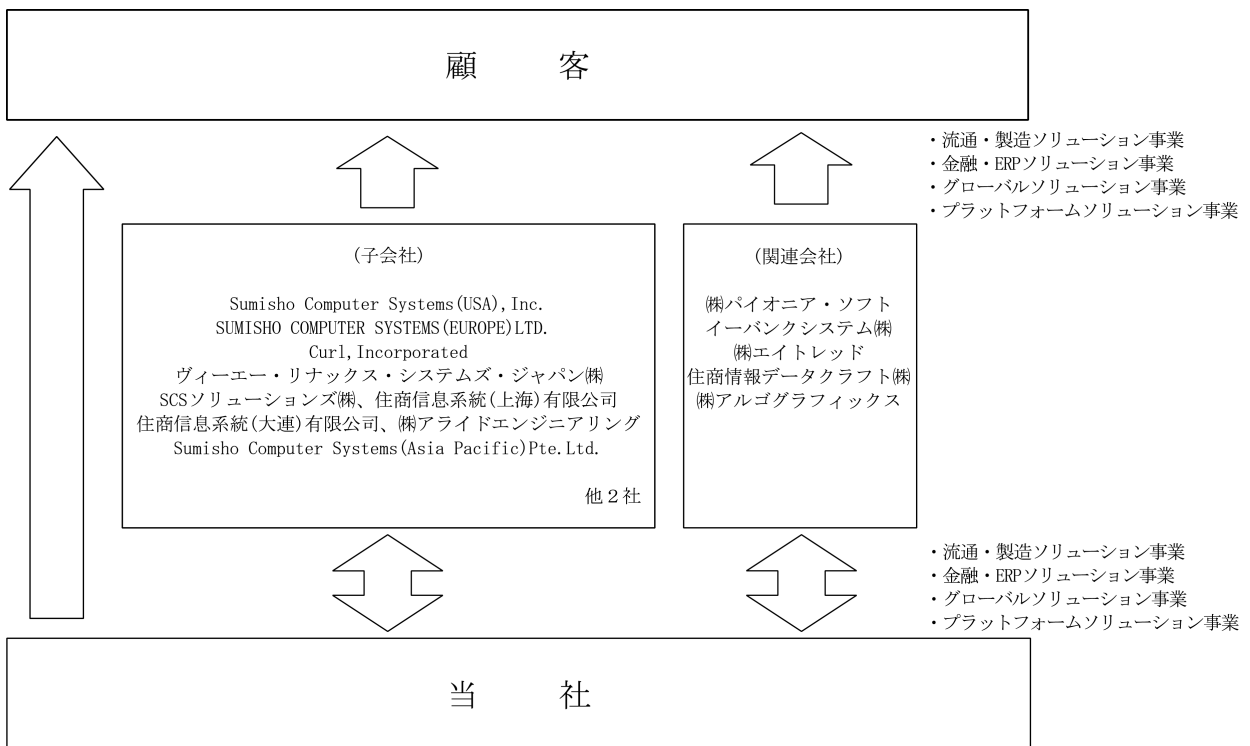 顧　客
・流通・製造ソリューション事業
・金融・ERPソリューション事業
・グローバルソリューション事業
・プラットフォームソリューション事業
(子会社)
Sumisho Computer Systems(USA),Inc.
SUMISHO COMPUTER SYSTEMS(EUROPE)LTD.
Curl,Incorporated
ヴィーエー・リナックス・システムズ・ジャパン㈱
SCSソリューションズ㈱、住商信息系統(上海)有限公司
住商信息系統(大連)有限公司、㈱アライドエンジニアリング
Sumisho Computer Systems(Asia Pacific)Pte.Ltd.
他２社
(関連会社)
㈱パイオニア・ソフト
イーバンクシステム㈱
㈱エイトレッド
住商情報データクラフト㈱
㈱アルゴグラフィックス
・流通・製造ソリューション事業
・金融・ERPソリューション事業
・グローバルソリューション事業
・プラットフォームソリューション事業
当　社